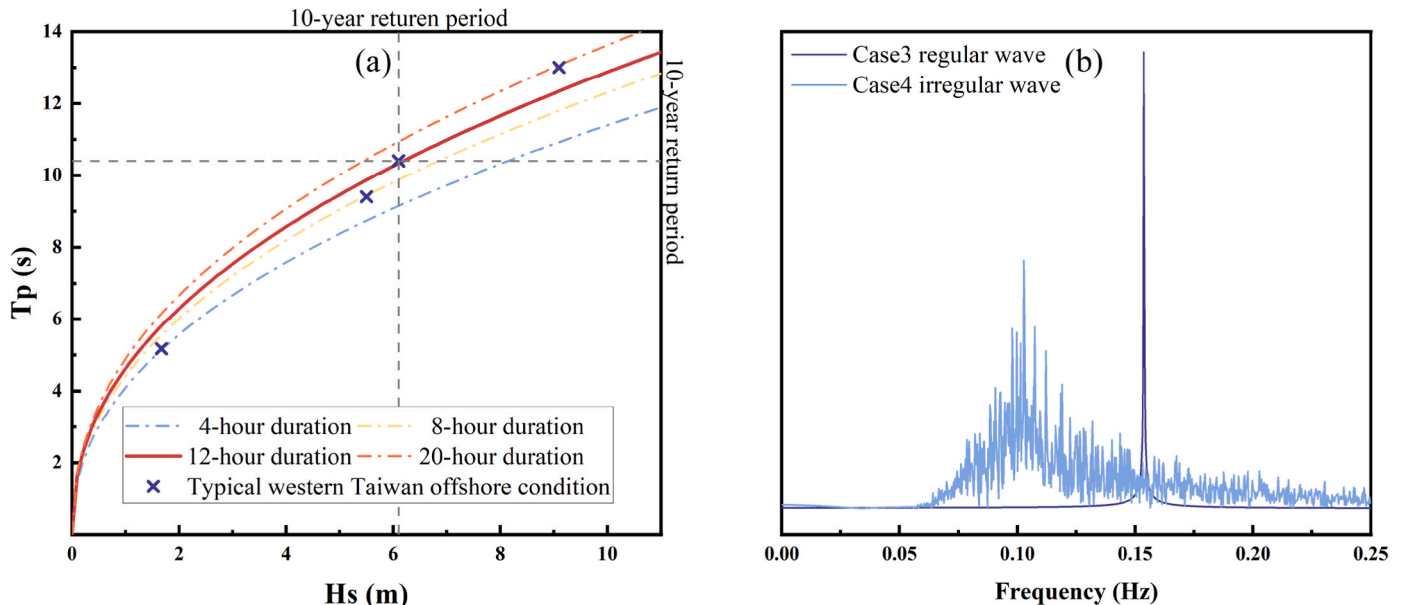 10-year returen period
(a)
14
12
10
8
6
4
2
Tp (s)
10-year return period
4-hour duration
8-hour duration
12-hour duration
20-hour duration
Typical western Taiwan offshore condition
0
2
4
6
8
10
Hs (m)
Case3 regular wave
Case4 irregular wave
(b)
0.00
0.05
0.10
0.15
0.20
0.25
Frequency (Hz)